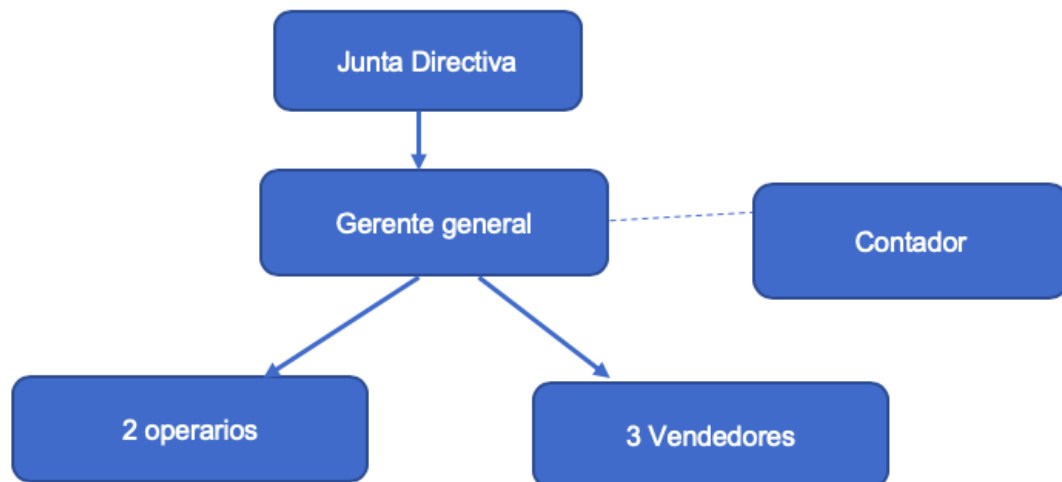 Junta Directiva
Gerente general
Contador
2 operarios
3 Vendedores